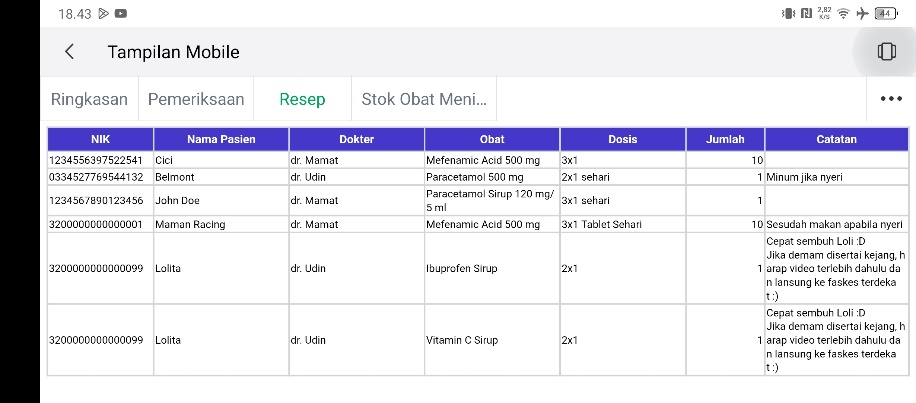 18.43 2,82 K/S 44
Tampilan Mobile
Ringkasan Pemeriksaan Resep Stok Obat Meni...
NIK Nama Pasien Dokter Obat Dosis Jumlah Catatan
1234556397522541 Cici dr. Mamat Mefenamic Acid 500 mg 3x1 10
0334527769544132 Belmont dr. Udin Paracetamol 500 mg 2x1 sehari 1 Minum jika nyeri
1234567890123456 John Doe dr. Mamat Paracetamol Sirup 120 mg/
5 ml 3x1 sehari 1
3200000000000001 Maman Racing dr. Mamat Mefenamic Acid 500 mg 3x1 Tablet Sehari 10 Sesudah makan apabila nyeri
3200000000000099 Lolita dr. Udin Ibuprofen Sirup 2x1 1 Cepat sembuh Loli :D
Jika demam disertai kejang, h
arap video terlebih dahulu da
n lansung ke faskes terdeka
t :)
3200000000000099 Lolita dr. Udin Vitamin C Sirup 2x1 1 Cepat sembuh Loli :D
Jika demam disertai kejang, h
arap video terlebih dahulu da
n lansung ke faskes terdeka
t :)